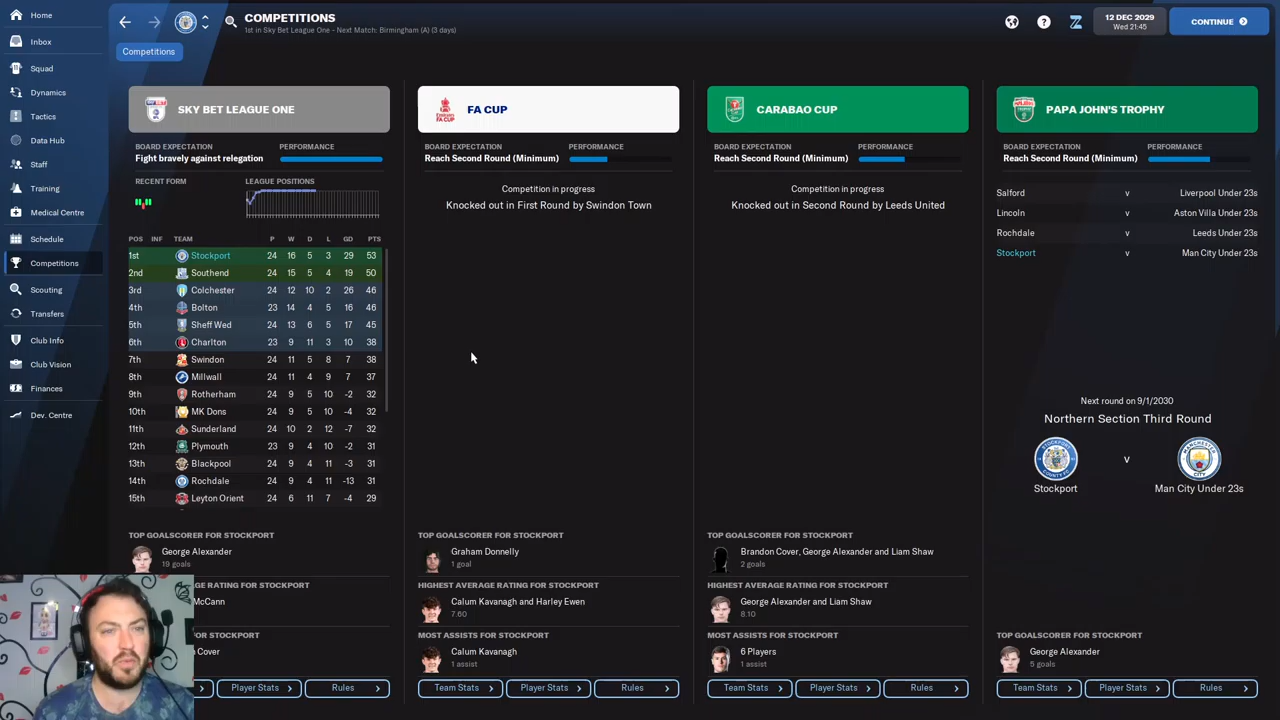 Home
Inbox
Squad
Dynamics
Tactics
Data Hub
Staff
Training
Medical Centre
Schedule
Competitions
Scouting
Transfers
Club Info
Club Vision
Finances
Dev. Centre
COMPETITIONS
1st in Sky Bet League One - Next Match: Birmingham (A) (3 days)
12 DEC 2029
Wed 21:45
CONTINUE
Competitions
SKY BET LEAGUE ONE
BOARD EXPECTATION PERFORMANCE
Fight bravely against relegation
RECENT FORM LEAGUE POSITIONS
POS INF TEAM P W D L GD PTS
1st Stockport 24 16 5 3 29 53
2nd Southend 24 15 5 4 19 50
3rd Colchester 24 12 10 2 26 46
4th Bolton 23 14 4 5 16 46
5th Sheff Wed 24 13 6 5 17 45
6th Charlton 23 9 11 3 10 38
7th Swindon 24 11 5 8 7 38
8th Millwall 24 11 4 9 7 37
9th Rotherham 24 9 5 10 -2 32
10th MK Dons 24 9 5 10 -4 32
11th Sunderland 24 10 2 12 -7 32
12th Plymouth 23 9 4 10 -2 31
13th Blackpool 24 9 4 11 -3 31
14th Rochdale 24 9 4 11 -13 31
15th Leyton Orient 24 6 11 7 -4 29
TOP GOALSCORER FOR STOCKPORT
George Alexander
19 goals
RATING FOR STOCKPORT
McCann
FOR STOCKPORT
Cover
Player Stats
Rules
FA CUP
BOARD EXPECTATION PERFORMANCE
Reach Second Round (Minimum)
Competition in progress
Knocked out in First Round by Swindon Town
TOP GOALSCORER FOR STOCKPORT
Graham Donnelly
1 goal
HIGHEST AVERAGE RATING FOR STOCKPORT
Calum Kavanagh and Harley Ewen
7.60
MOST ASSISTS FOR STOCKPORT
Calum Kavanagh
1 assist
Team Stats
Player Stats
Rules
CARABAO CUP
BOARD EXPECTATION PERFORMANCE
Reach Second Round (Minimum)
Competition in progress
Knocked out in Second Round by Leeds United
TOP GOALSCORER FOR STOCKPORT
Brandon Cover, George Alexander and Liam Shaw
2 goals
HIGHEST AVERAGE RATING FOR STOCKPORT
George Alexander and Liam Shaw
8.10
MOST ASSISTS FOR STOCKPORT
6 Players
1 assist
Team Stats
Player Stats
Rules
PAPA JOHN'S TROPHY
BOARD EXPECTATION PERFORMANCE
Reach Second Round (Minimum)
Salford v Liverpool Under 23s
Lincoln v Aston Villa Under 23s
Rochdale v Leeds Under 23s
Stockport v Man City Under 23s
Next round on 9/1/2030
Northern Section Third Round
v
Stockport Man City Under 23s
TOP GOALSCORER FOR STOCKPORT
George Alexander
5 goals
Team Stats
Player Stats
Rules